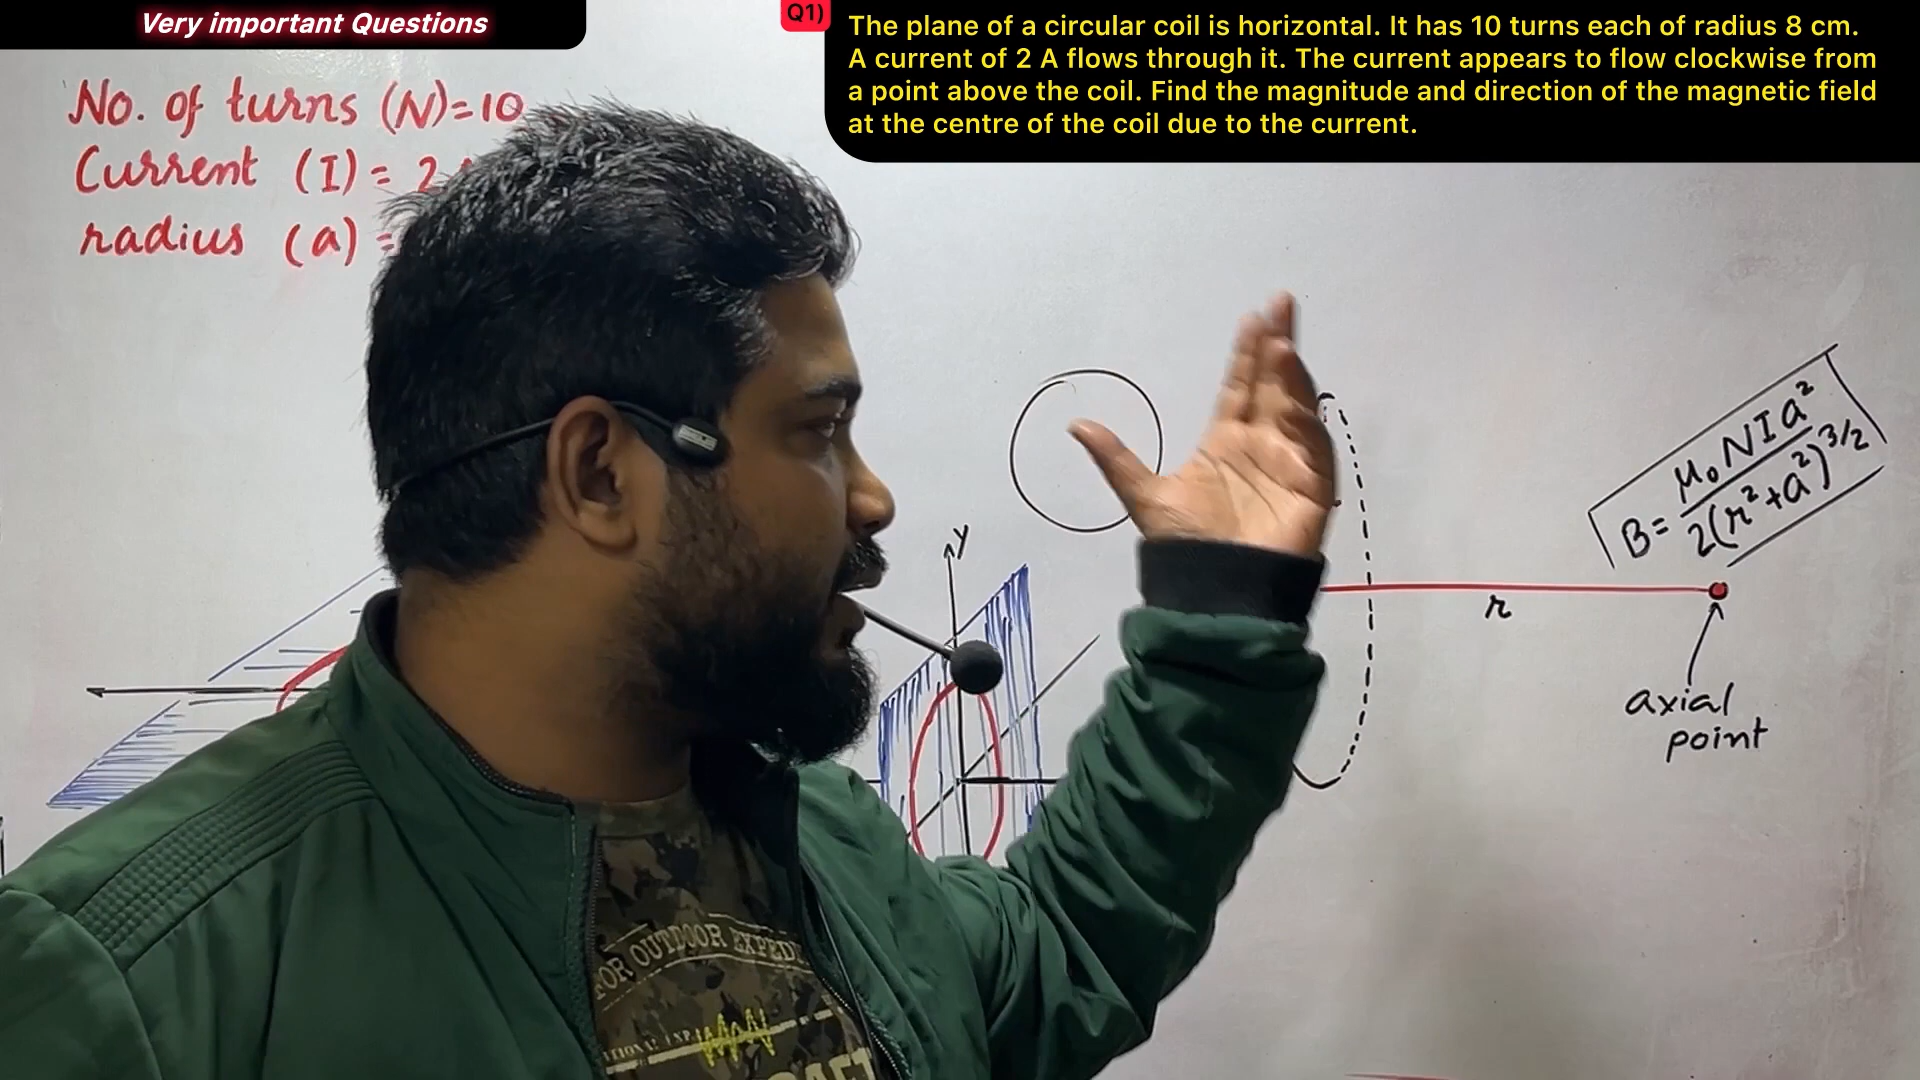 Very important Questions
Q1)
The plane of a circular coil is horizontal. It has 10 turns each of radius 8 cm.
A current of 2 A flows through it. The current appears to flow clockwise from
a point above the coil. Find the magnitude and direction of the magnetic field
at the centre of the coil due to the current.
No. of turns (N)=10
Current (I) = 2
radius (a) =
B = μ₀NIa² / 2(r²+a²)^3/2
y
r
axial
point
FOR OUTDOOR EXPED